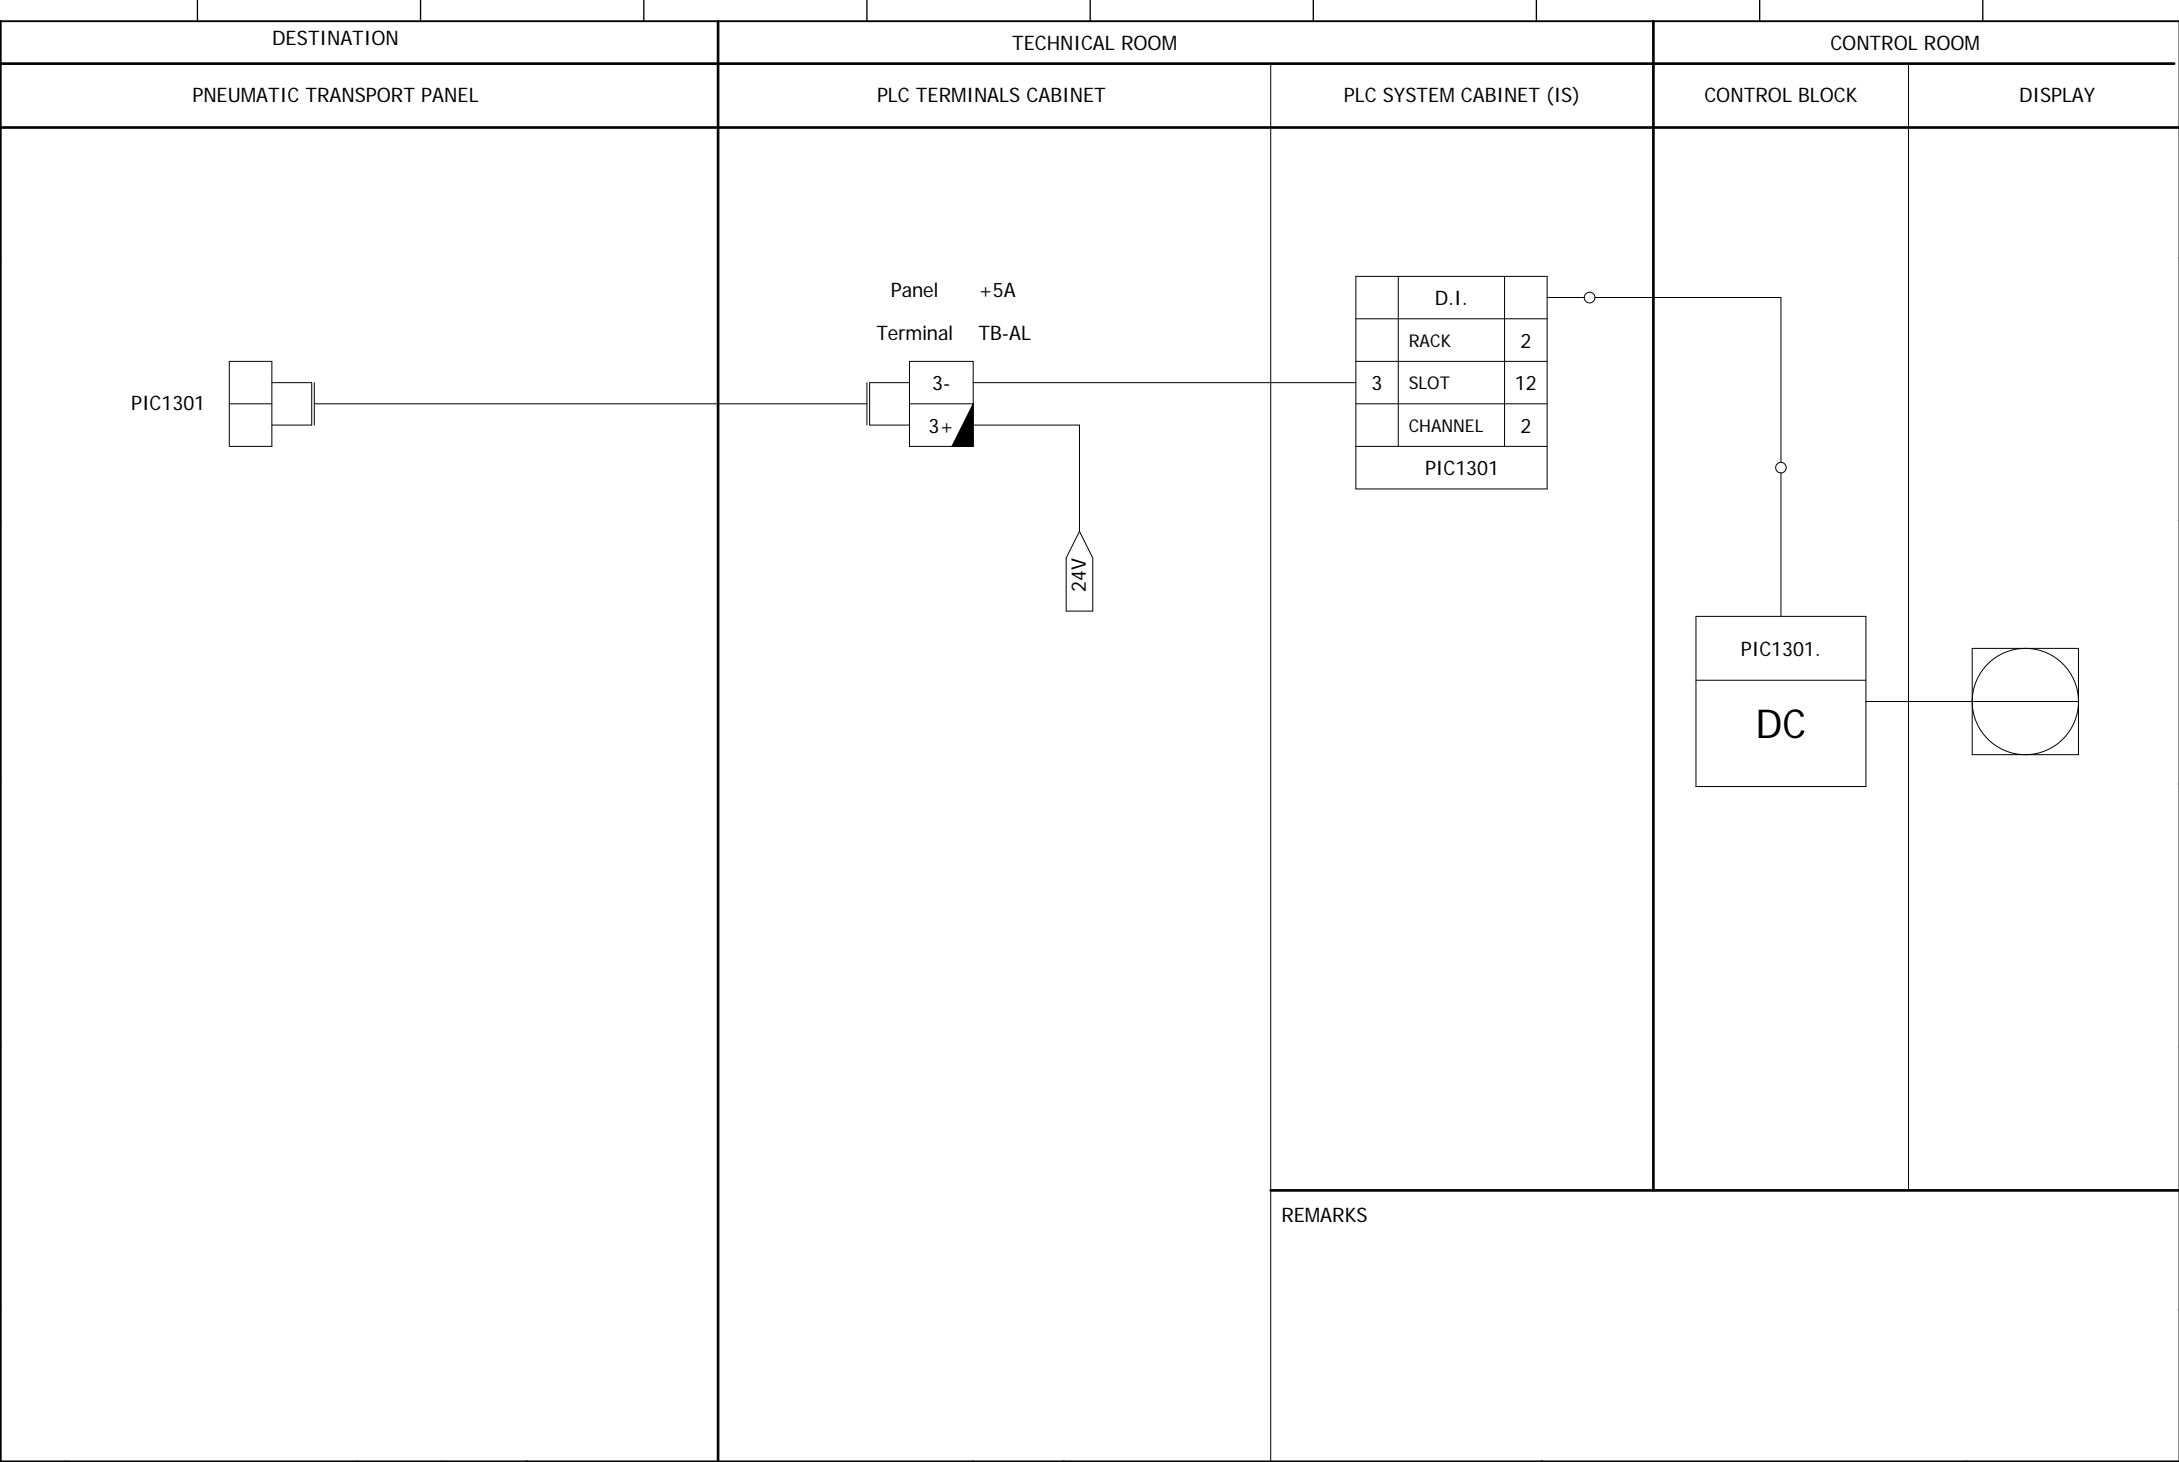 DESTINATION
TECHNICAL ROOM
CONTROL ROOM
PNEUMATIC TRANSPORT PANEL
PLC TERMINALS CABINET
PLC SYSTEM CABINET (IS)
CONTROL BLOCK
DISPLAY
Panel +5A
Terminal TB-AL
PIC1301
3-
3+
24V
D.I.
RACK 2
3 SLOT 12
CHANNEL 2
PIC1301
PIC1301.
DC
REMARKS